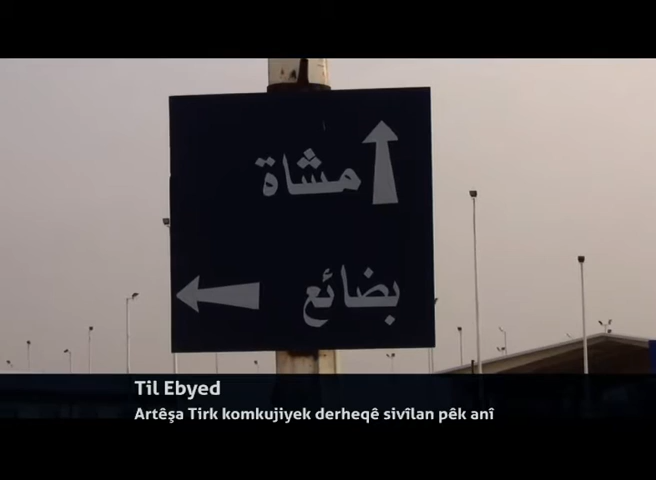 مشاة
بضائع
Til Ebyed
Artêşa Tirk komkujiyek derheqê sivîlan pêk anî